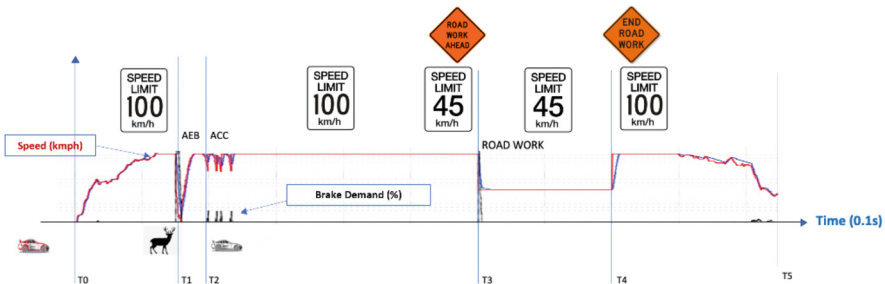 ROAD
WORK
AHEAD
END
ROAD
WORK
SPEED
LIMIT
100
km/h
SPEED
LIMIT
100
km/h
SPEED
LIMIT
45
km/h
SPEED
LIMIT
45
km/h
SPEED
LIMIT
100
km/h
AEB
ACC
Speed (kmph)
ROAD WORK
Brake Demand (%)
Time (0.1s)
T0
T1
T2
T3
T4
T5